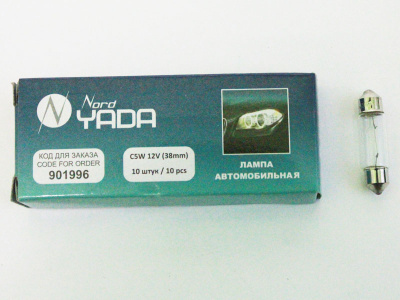 Nord
YADA
КОД ДЛЯ ЗАКАЗА
CODE FOR ORDER
901996
C5W 12V (38mm)
10 штук / 10 pcs
ЛАМПА
АВТОМОБИЛЬНАЯ